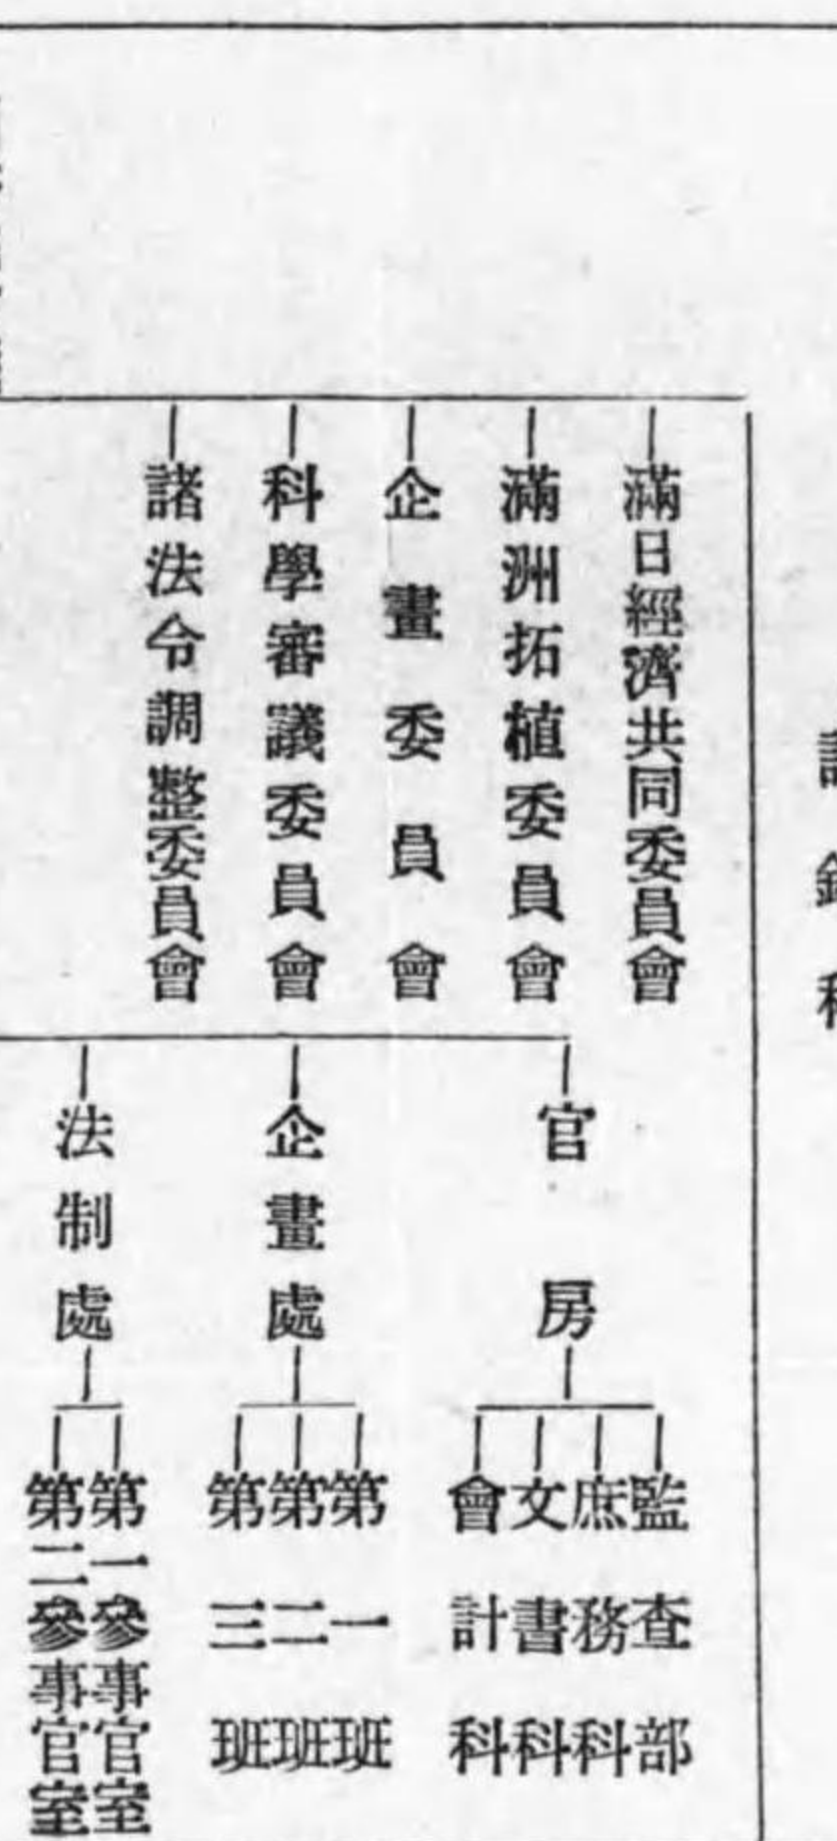 滿日經濟共同委員會
滿洲拓植委員會
企畫委員會
科學審議委員會
諸法令調整委員會
官房
監查部
庶務科
文書科
會計科
企畫處
第一班
第二班
第三班
法制處
第一參事官室
第二參事官室